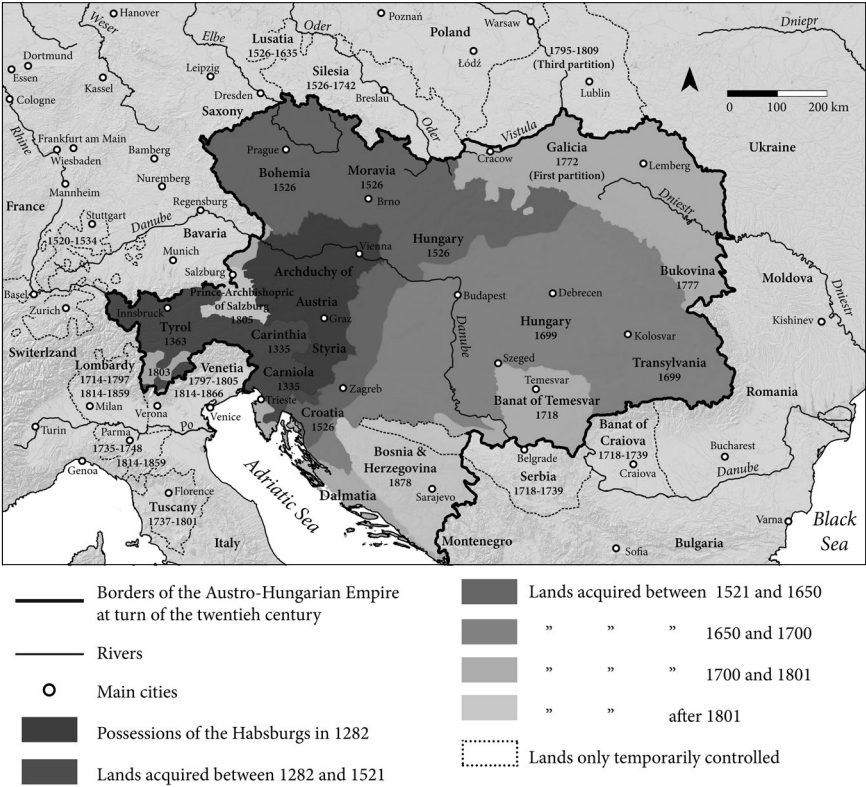 Hanover
Weser
Elbe
Oder
Poznań
Warsaw
Dniepr
Lusatia
1526-1635
Poland
1795-1809
(Third partition)
Dortmund
Essen
Kassel
Leipzig
Łódź
Silesia
1526-1742
Lublin
Cologne
Dresden
Breslau
0 100 200 km
Saxony
Rhine
Oder
Vistula
Frankfurt am Main
Wiesbaden
Bamberg
Prague
Cracow
Galicia
1772
(First partition)
Lemberg
Ukraine
Mannheim
Nuremberg
Bohemia
1526
Moravia
1526
Brno
Dniestr
France
Regensburg
Stuttgart
1520-1534
Danube
Bavaria
Munich
Vienna
Hungary
1526
Salzburg
Archduchy of
Austria
Bukovina
1777
Moldova
Dniestr
Basel
Zurich
Prince-Archbishopric
of Salzburg
1805
Innsbruck
Tyrol
1363
Graz
Budapest
Debrecen
Danube
Hungary
1699
Kolosvar
Kishinev
Switerzland
Carinthia
1335
Styria
Lombardy
1714-1797
1814-1859
1803
Venetia
1797-1805
1814-1866
Carniola
1335
Szeged
Transylvania
1699
Temesvar
Banat of Temesvar
1718
Romania
Milan
Verona
Venice
Trieste
Zagreb
Croatia
1526
Turin
Po
Parma
1735-1748
1814-1859
Genoa
Banat of
Craiova
1718-1739
Craiova
Bucharest
Danube
Bosnia &
Herzegovina
1878
Sarajevo
Belgrade
Serbia
1718-1739
Florence
Tuscany
1737-1801
Adriatic Sea
Dalmatia
Varna
Black
Sea
Italy
Montenegro
Sofia
Bulgaria
Borders of the Austro-Hungarian Empire
at turn of the twentieh century
Rivers
Main cities
Possessions of the Habsburgs in 1282
Lands acquired between 1282 and 1521
Lands acquired between 1521 and 1650
” ” ” 1650 and 1700
” ” ” 1700 and 1801
” ” after 1801
Lands only temporarily controlled